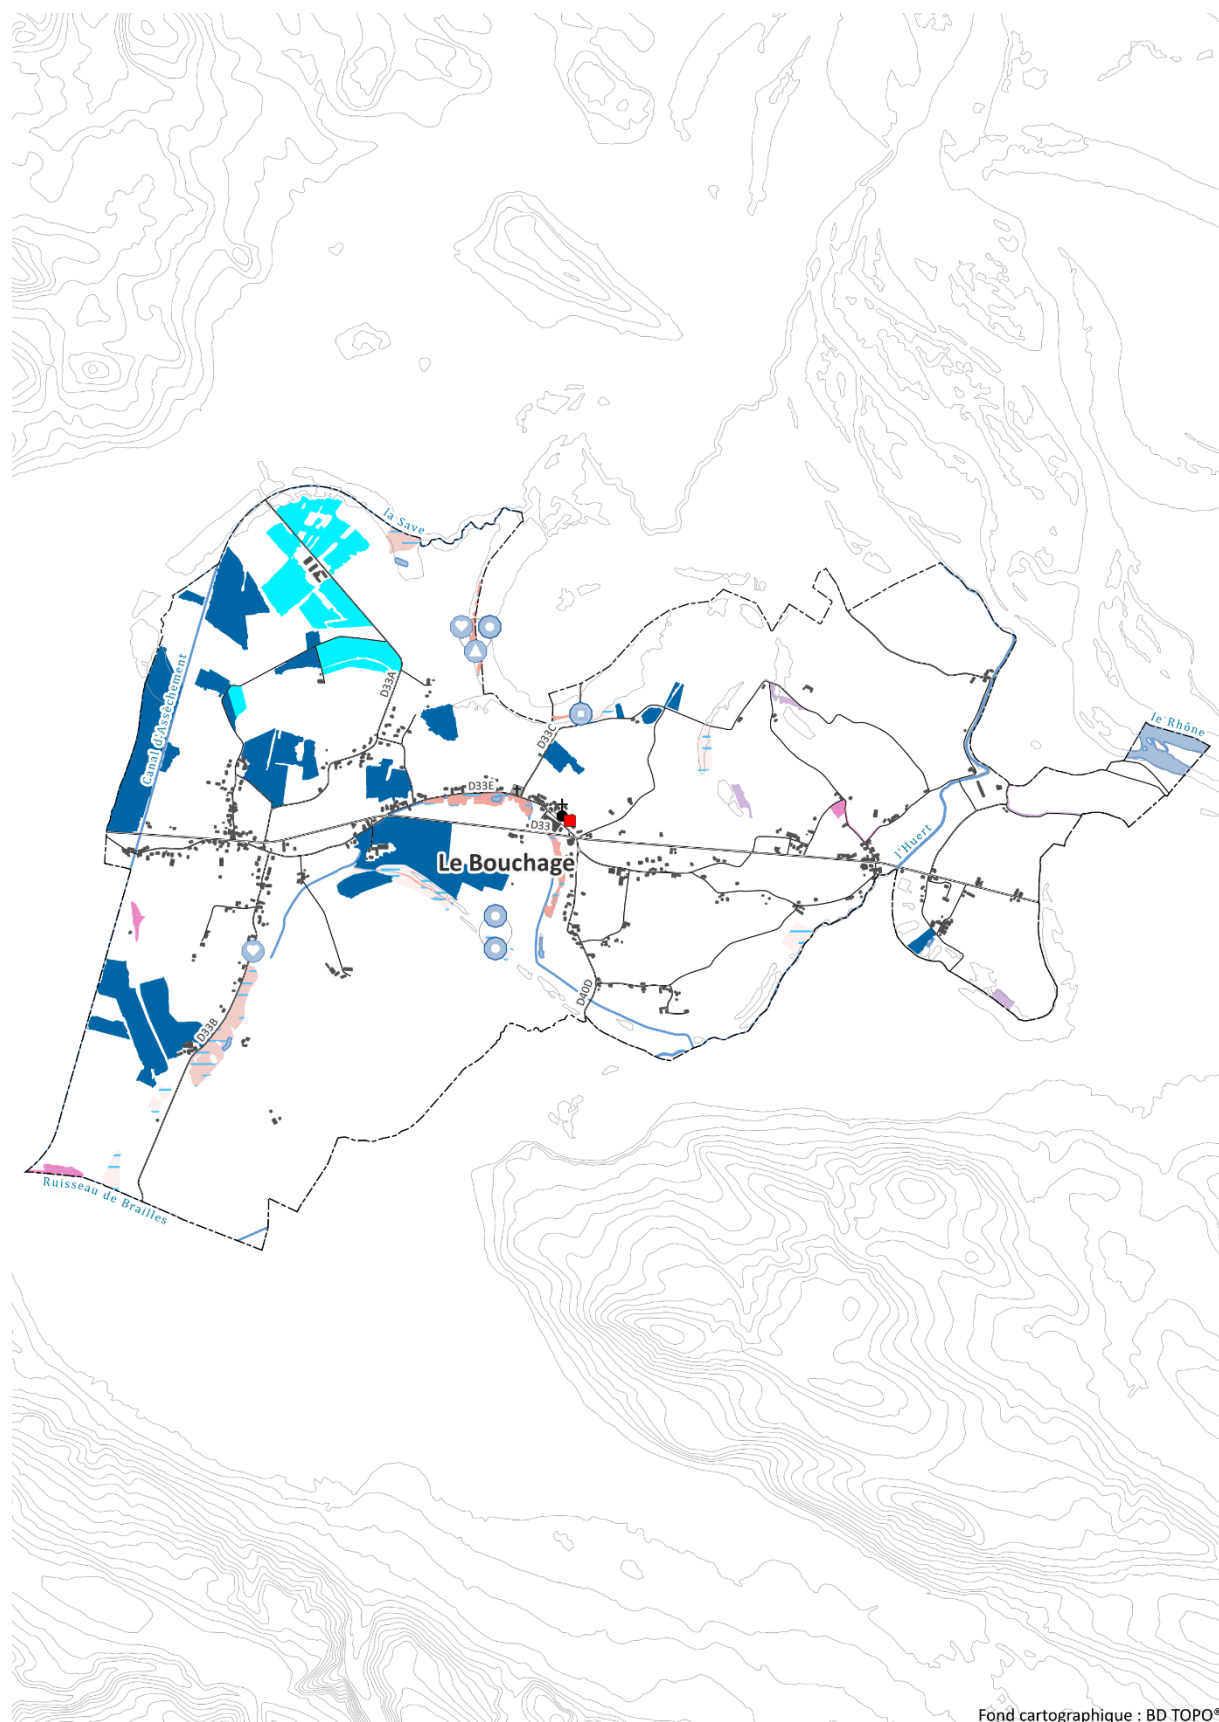 la Save
Canal d'Assèchement
D33A
le Rhône
D33C
D33E
D33
l'Huert
Le Bouchage
D40D
D33B
Ruisseau de Brailles
Fond cartographique : BD TOPO®